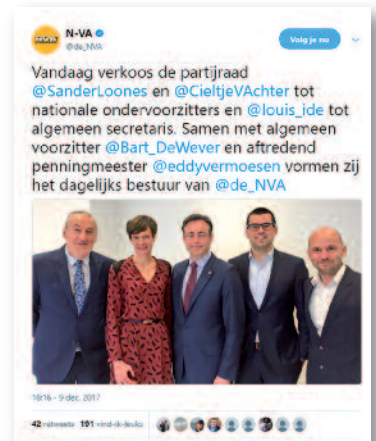 N-VA
@de_NVA
Volg je nu
Vandaag verkoos de partijraad
@SanderLoones en @CieltjeVAchter tot
nationale ondervoorzitters en @louis_ide tot
algemeen secretaris. Samen met algemeen
voorzitter @Bart_DeWever en aftredend
penningmeester @eddyvermoesen vormen zij
het dagelijks bestuur van @de_NVA
16:16 - 9 dec. 2017
42 retweets 191 vind-ik-leuks